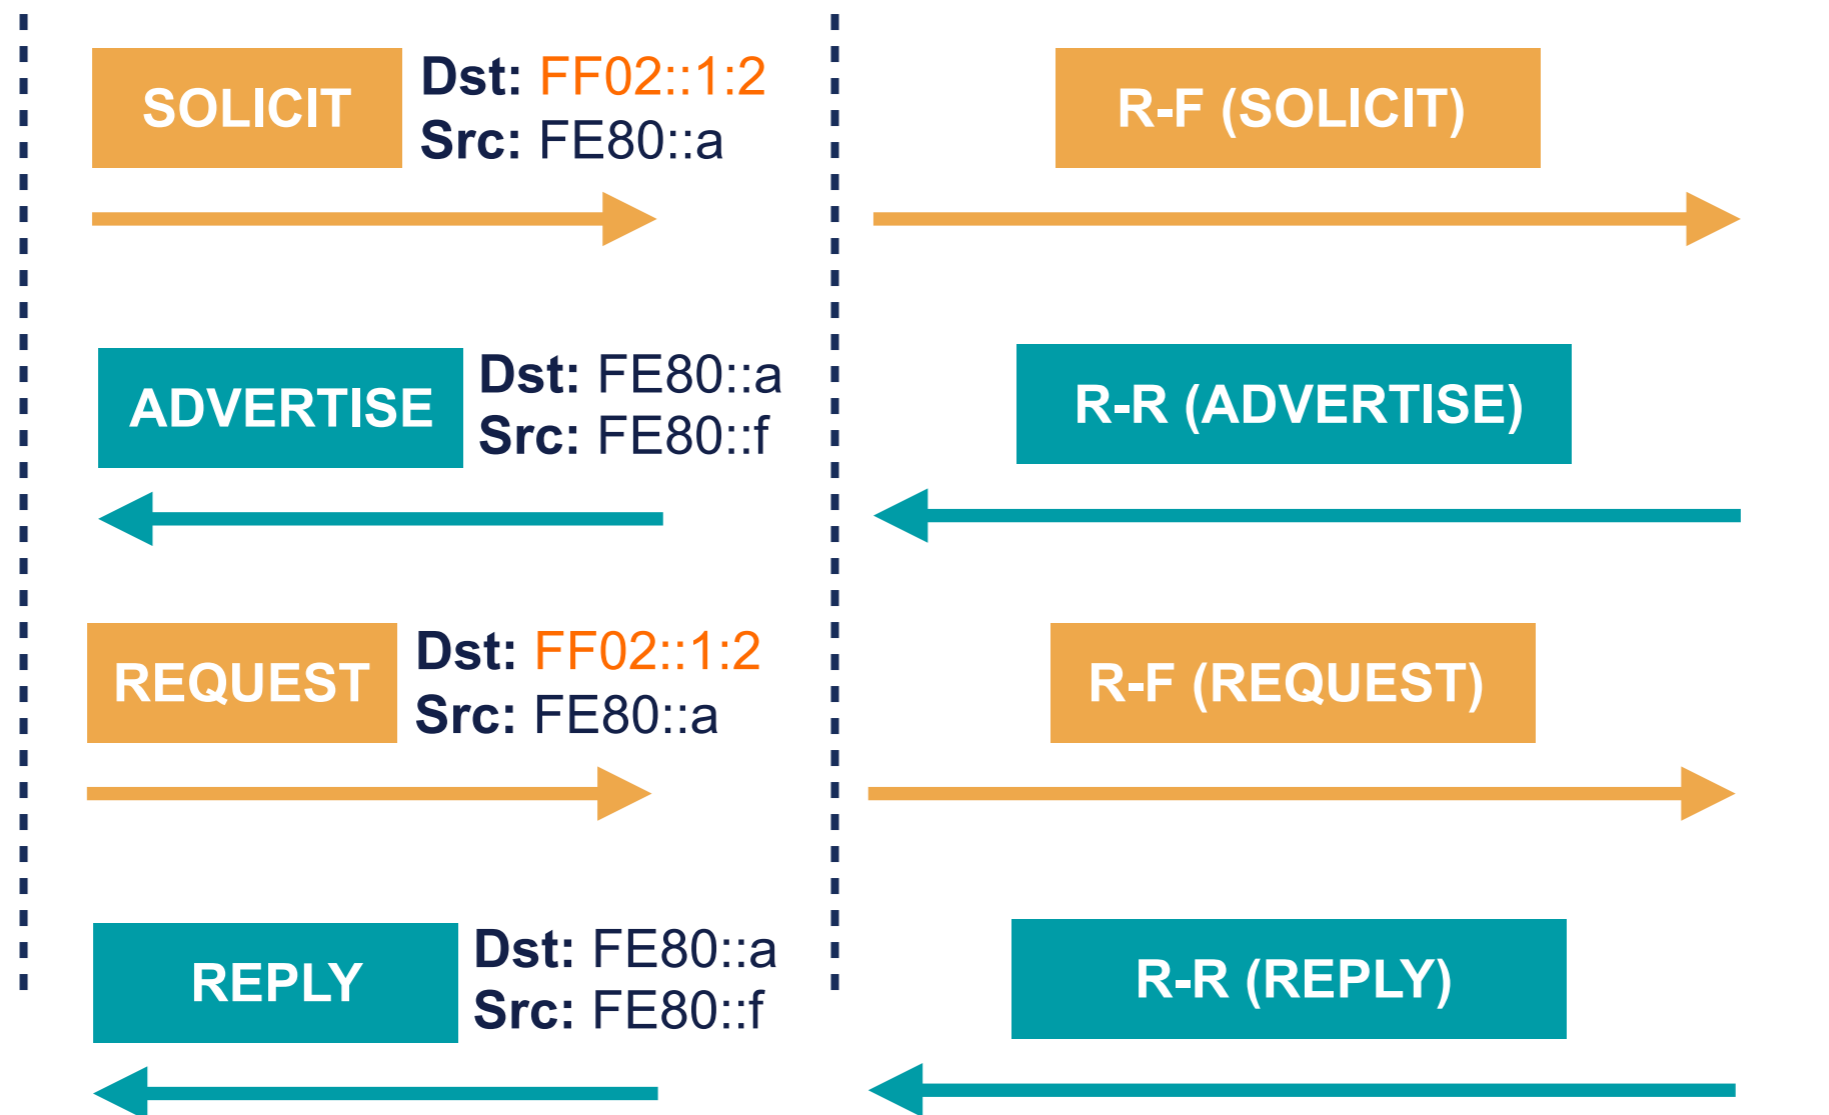 SOLICIT
Dst: FF02::1:2
Src: FE80::a
R-F (SOLICIT)
ADVERTISE
Dst: FE80::a
Src: FE80::f
R-R (ADVERTISE)
REQUEST
Dst: FF02::1:2
Src: FE80::a
R-F (REQUEST)
REPLY
Dst: FE80::a
Src: FE80::f
R-R (REPLY)